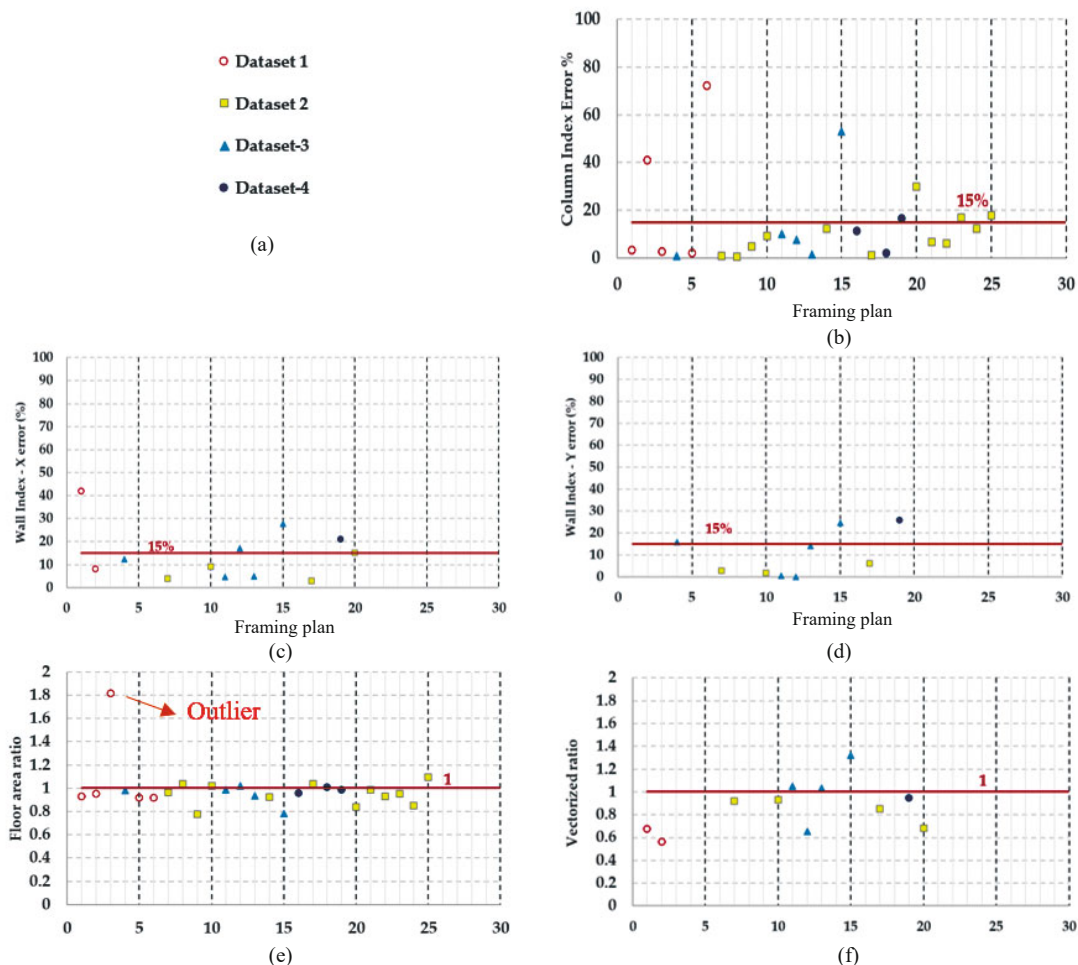 Dataset 1
Dataset 2
Dataset-3
Dataset-4
(a)
Column Index Error %
100
80
60
40
20
0
15%
0 5 10 15 20 25 30
Framing plan
(b)
Wall Index - X error (%)
100
90
80
70
60
50
40
30
20
10
0
15%
0 5 10 15 20 25 30
Framing plan
(c)
Wall Index - Y error (%)
100
90
80
70
60
50
40
30
20
10
0
15%
0 5 10 15 20 25 30
Framing plan
(d)
Floor area ratio
2
1.8
1.6
1.4
1.2
1
0.8
0.6
0.4
0.2
0
Outlier
1
0 5 10 15 20 25 30
(e)
Vectorized ratio
2
1.8
1.6
1.4
1.2
1
0.8
0.6
0.4
0.2
0
1
0 5 10 15 20 25 30
(f)